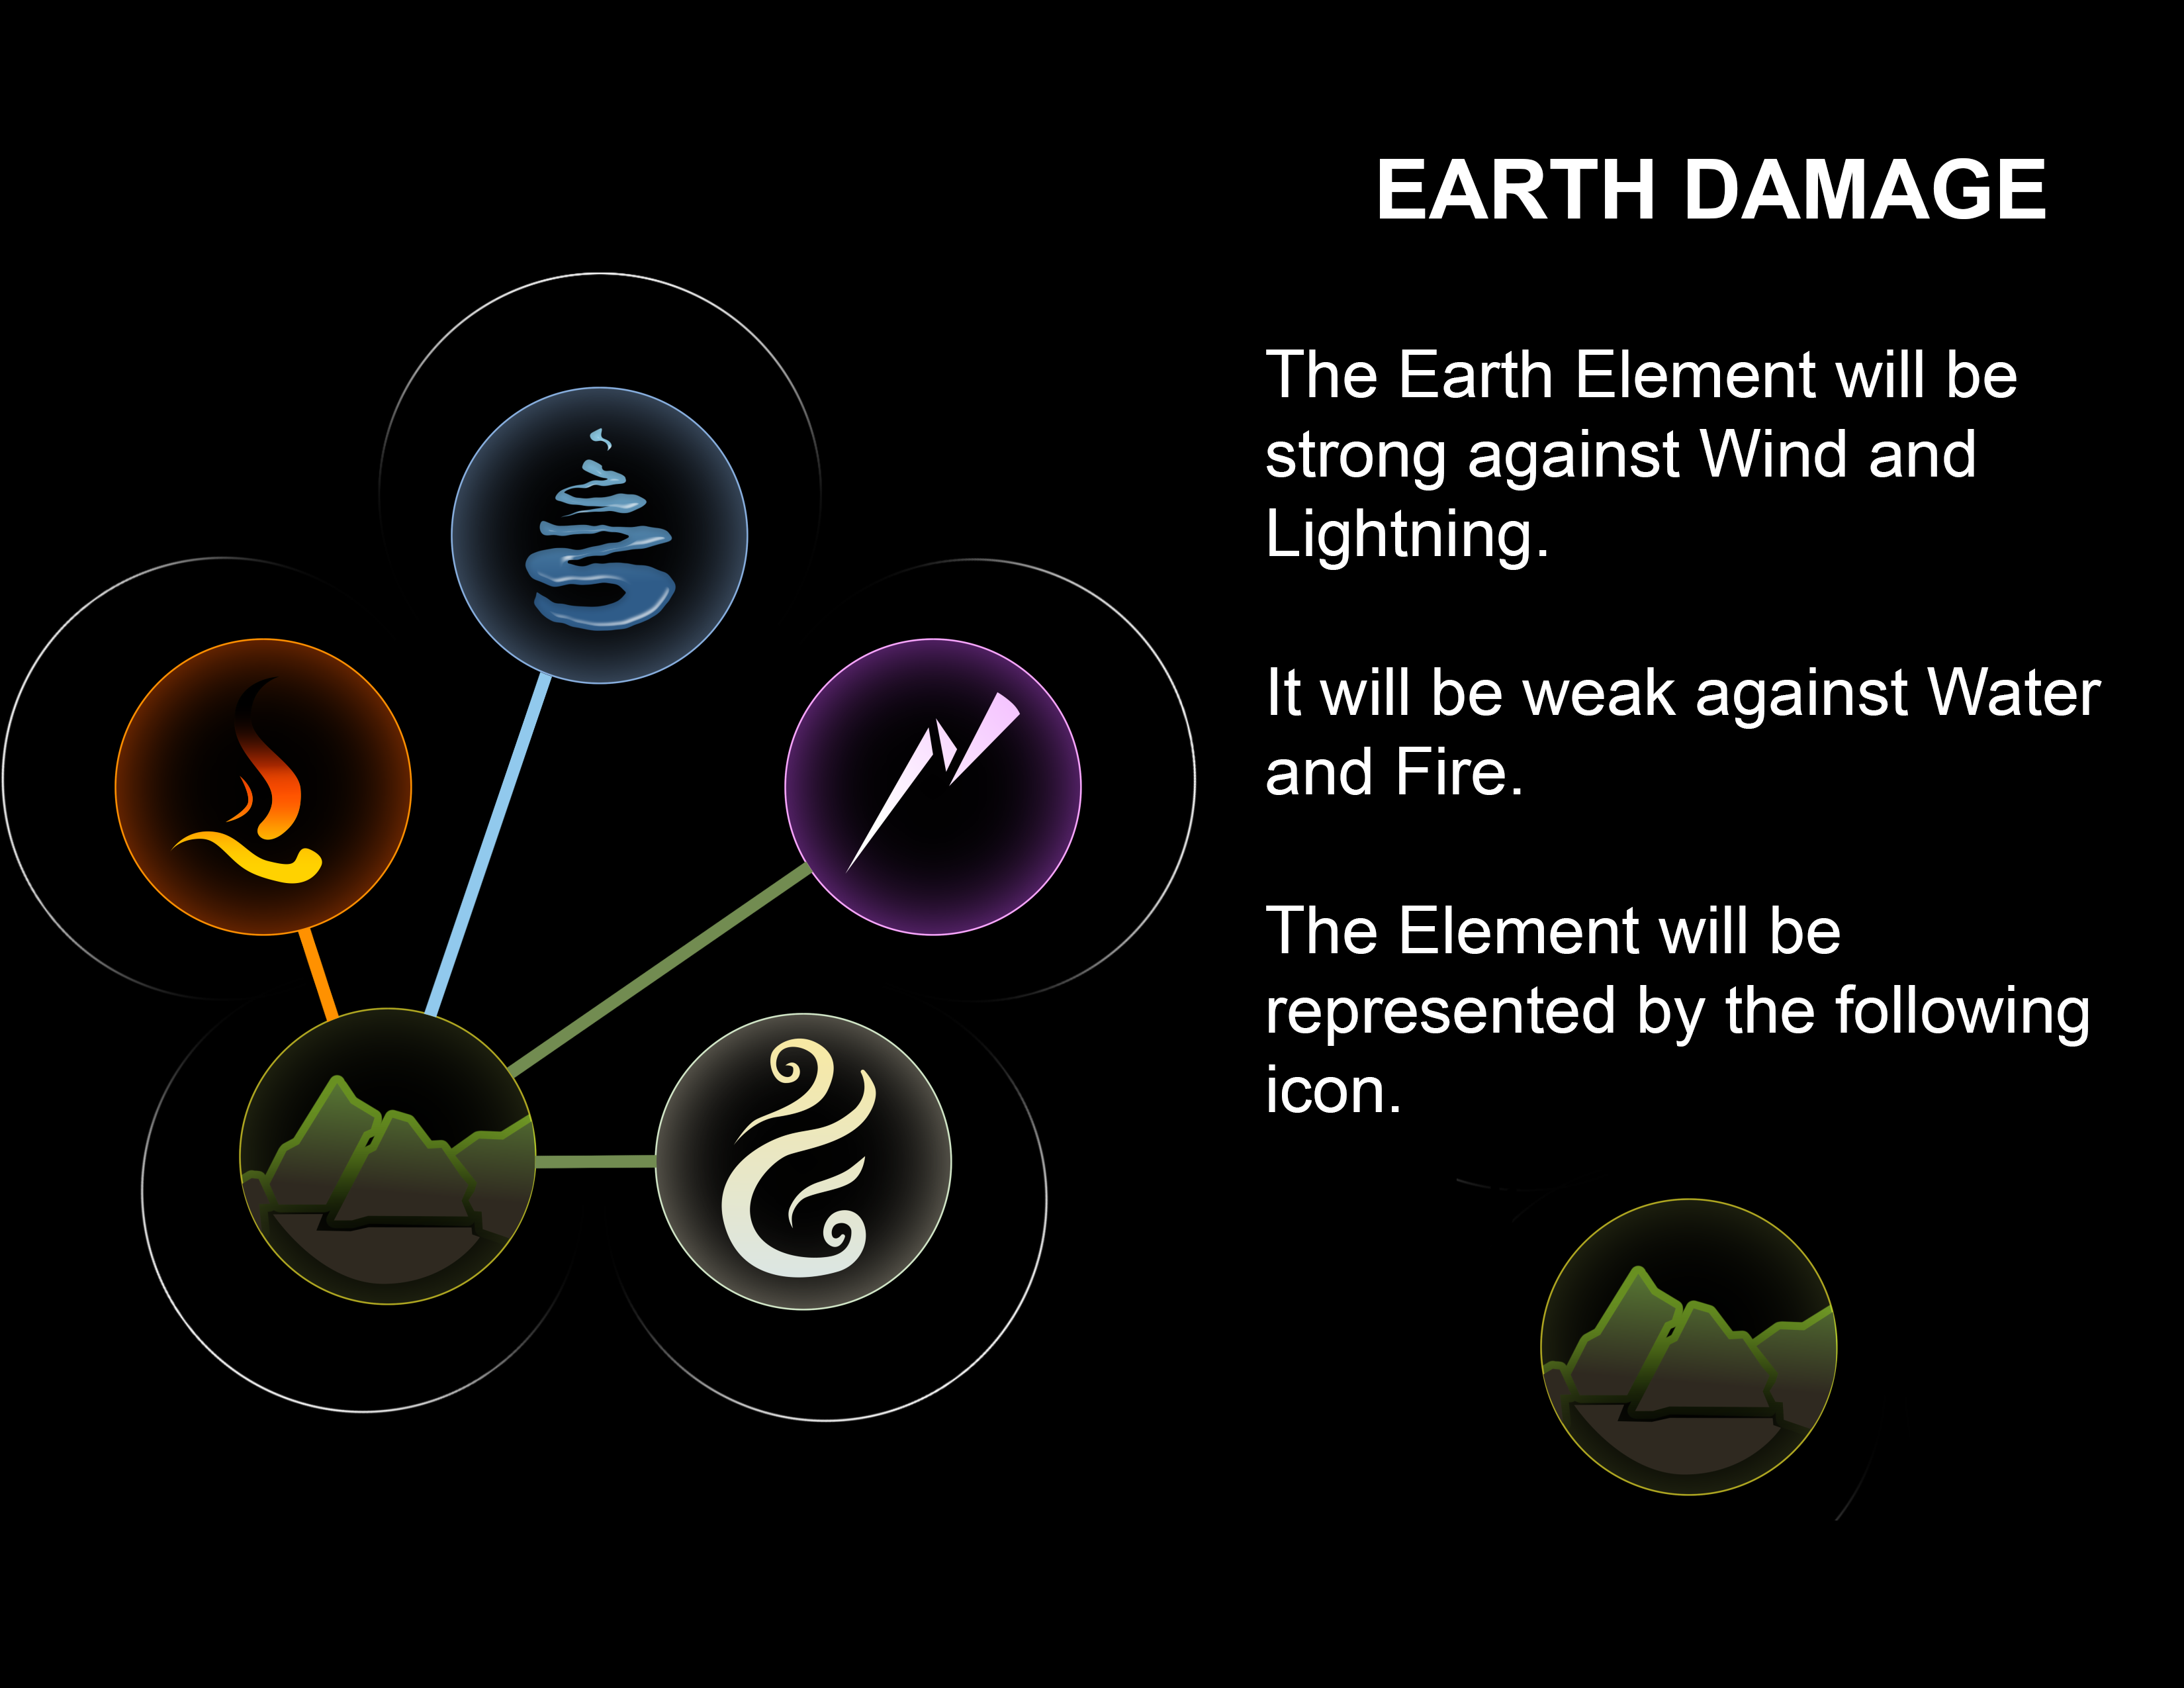 EARTH DAMAGE
The Earth Element will be
strong against Wind and
Lightning.
It will be weak against Water
and Fire.
The Element will be
represented by the following
icon.